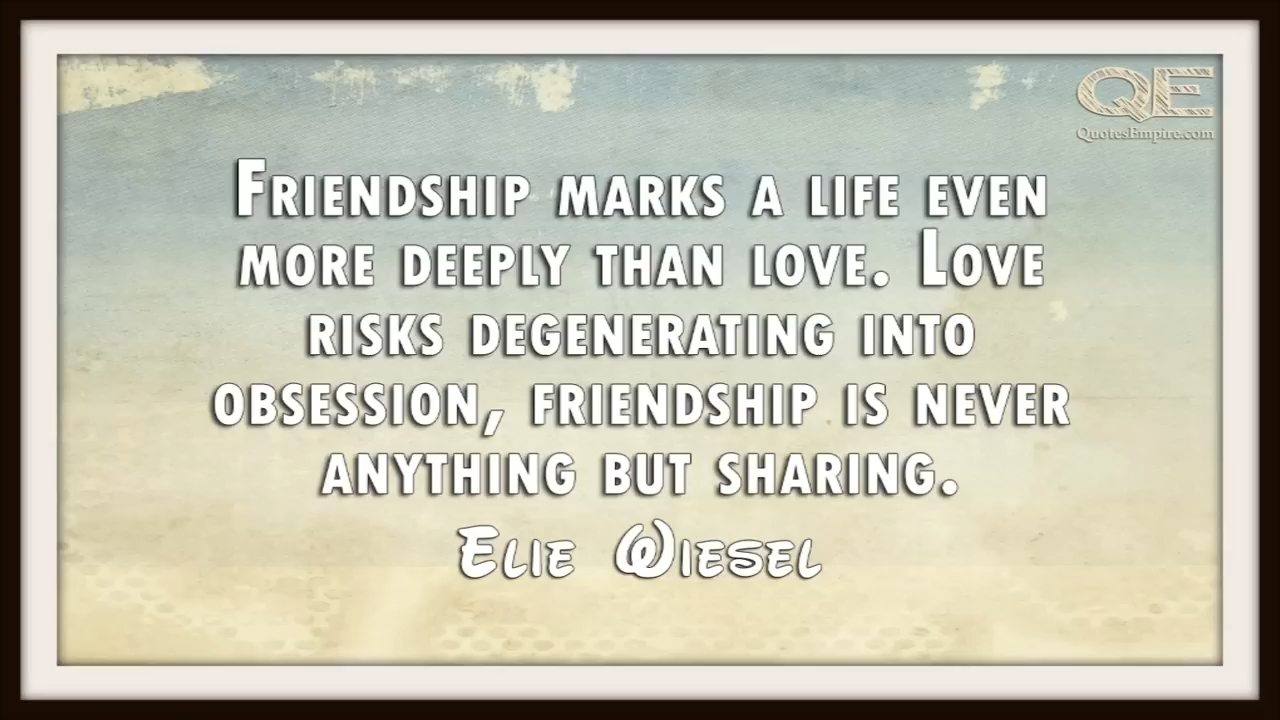 QE
QuotesEmpire.com
Friendship marks a life even
more deeply than love. Love
risks degenerating into
obsession, friendship is never
anything but sharing.
Elie Wiesel